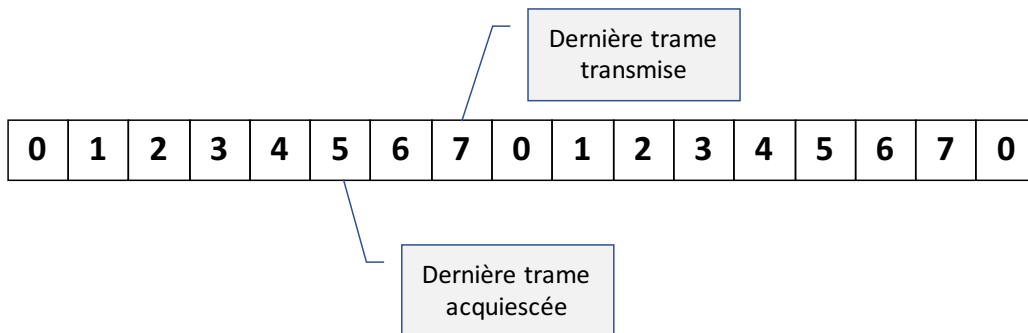 Dernière trame
transmise
0 1 2 3 4 5 6 7 0 1 2 3 4 5 6 7 0
Dernière trame
acquiescée